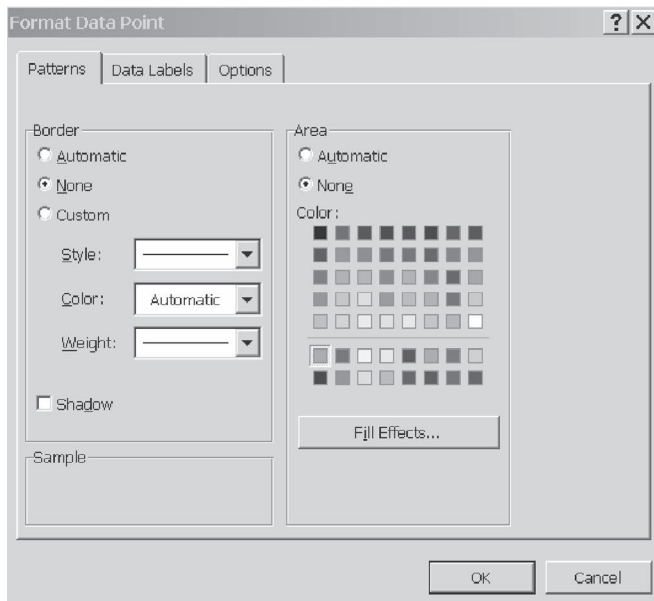 Format Data Point
? X
Patterns
Data Labels
Options
Border
Automatic
None
Custom
Style:
Color:
Automatic
Weight:
Shadow
Sample
Area
Automatic
None
Color:
Fill Effects...
OK
Cancel